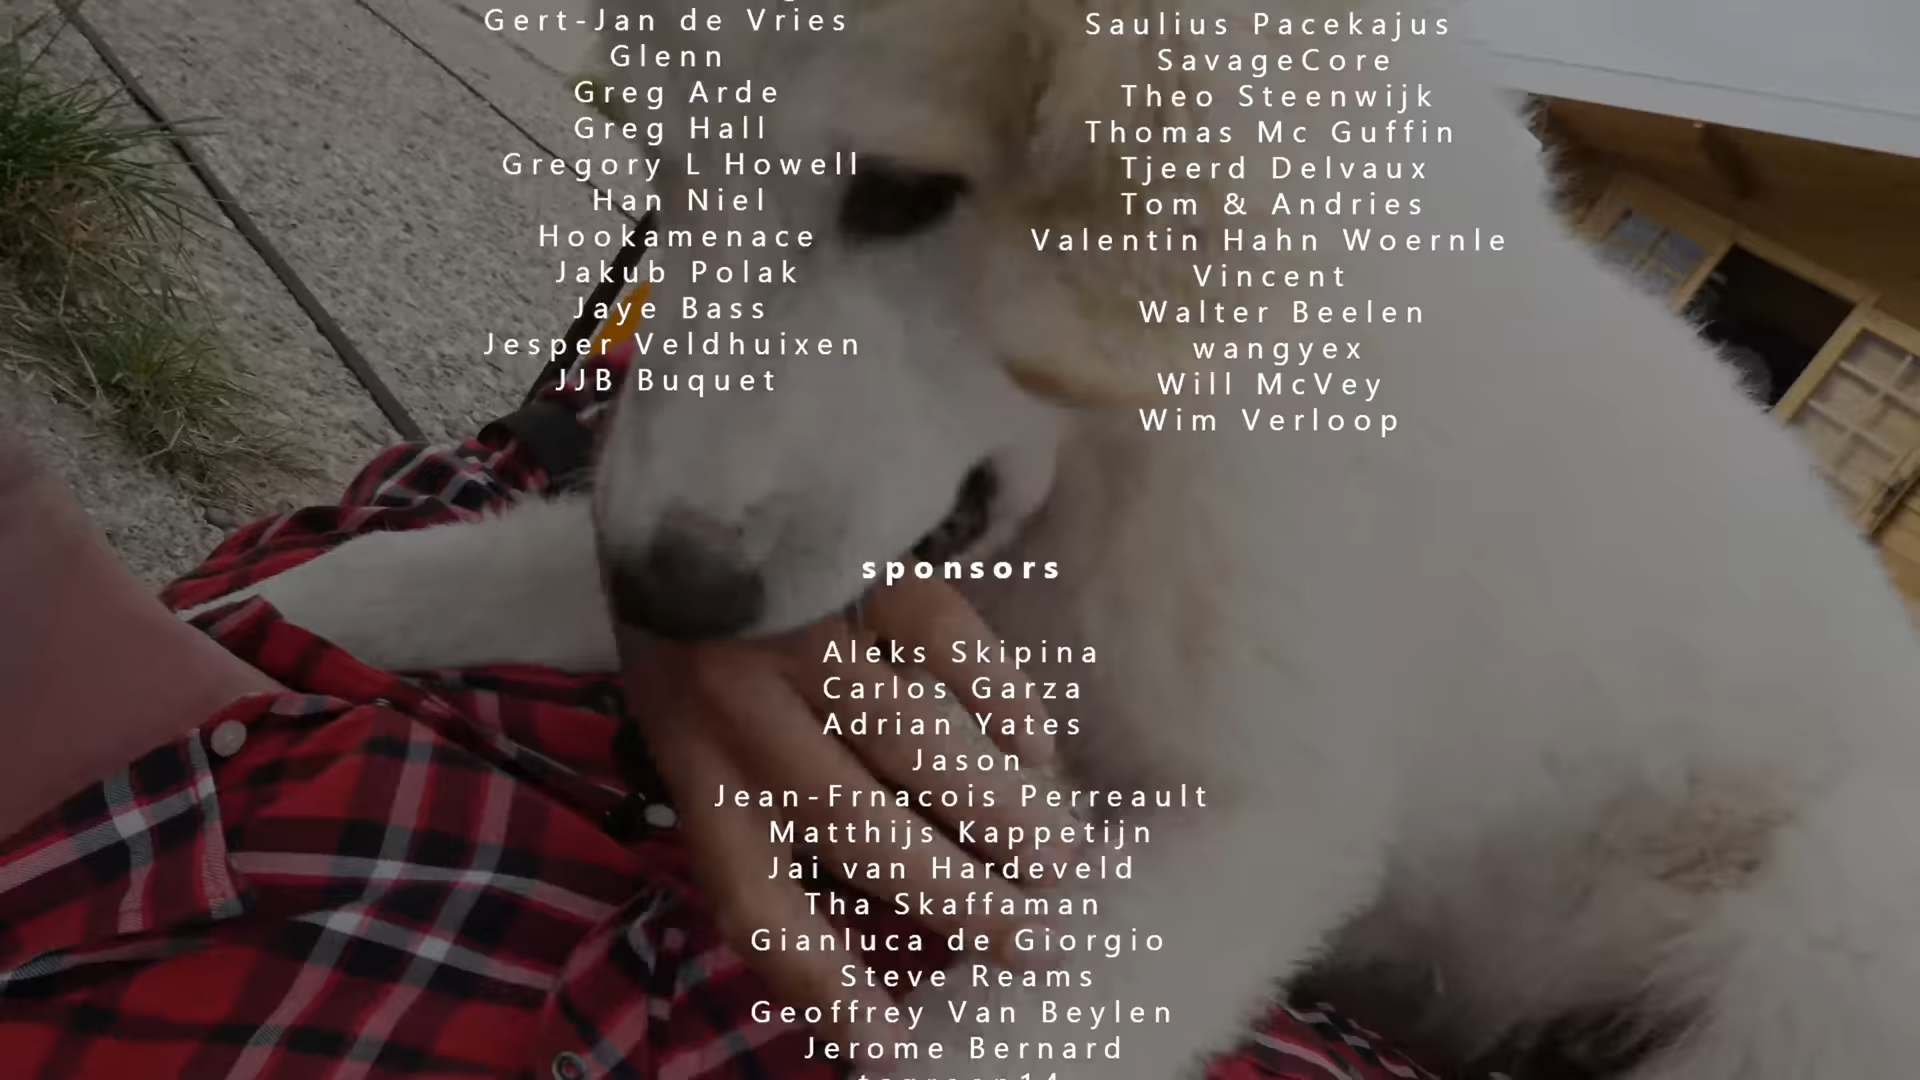 Gert-Jan de Vries
Glenn
Greg Arde
Greg Hall
Gregory L Howell
Han Niel
Hookamenace
Jakub Polak
Jaye Bass
Jesper Veldhuixen
JJB Buquet
Saulius Pacekajus
SavageCore
Theo Steenwijk
Thomas Mc Guffin
Tjeerd Delvaux
Tom & Andries
Valentin Hahn Woernle
Vincent
Walter Beelen
wangyex
Will McVey
Wim Verloop
sponsors
Aleks Skipina
Carlos Garza
Adrian Yates
Jason
Jean-Frnacois Perreault
Matthijs Kappetijn
Jai van Hardeveld
Tha Skaffaman
Gianluca de Giorgio
Steve Reams
Geoffrey Van Beylen
Jerome Bernard